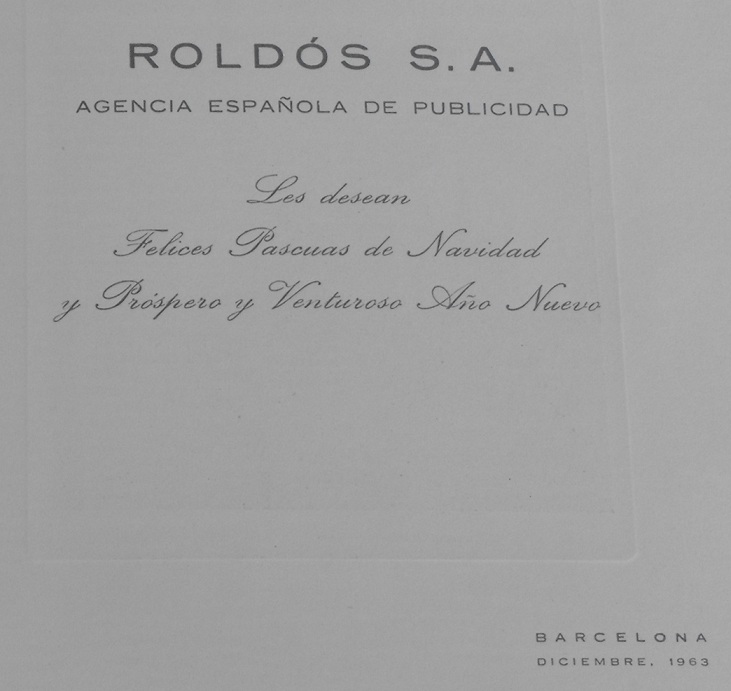 ROLDÓS S. A.
AGENCIA ESPAÑOLA DE PUBLICIDAD
Les desean
Felices Pascuas de Navidad
y Próspero y Venturoso Año Nuevo
BARCELONA
DICIEMBRE, 1963